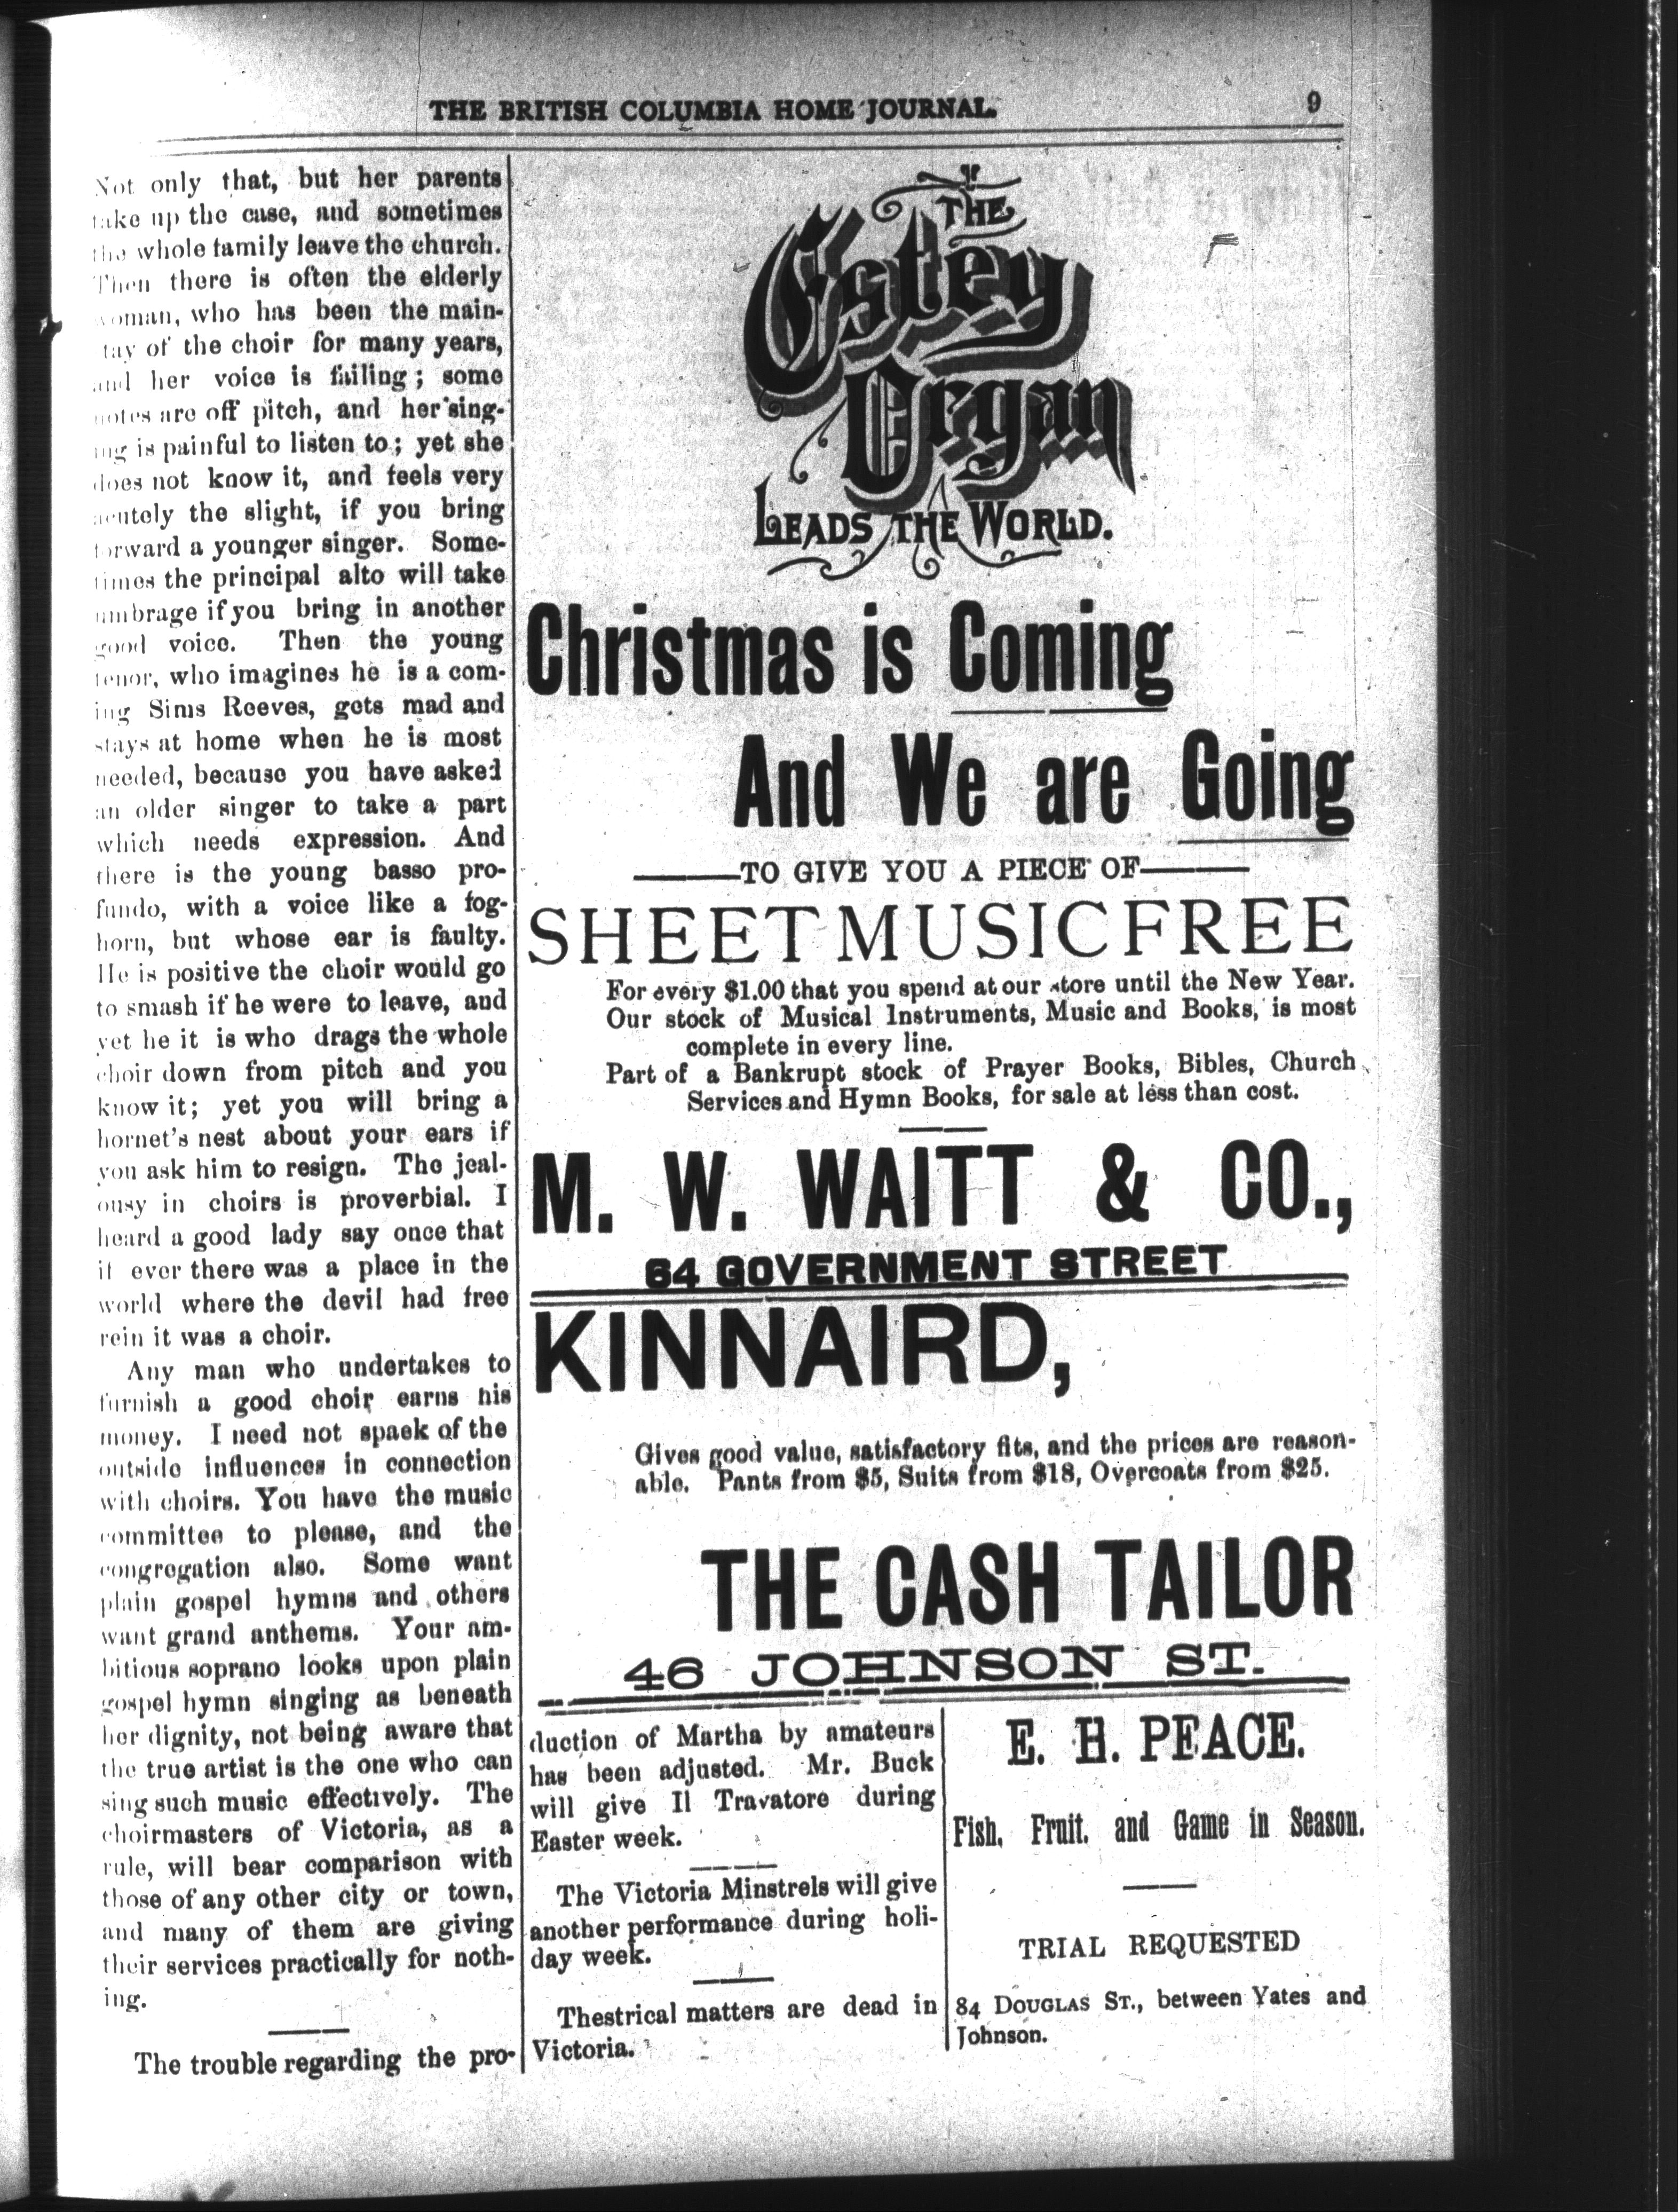 THE BRITISH COLUMBIA HOME JOURNAL.
9
Not only that, but her parents
take up the case, and sometimes
the whole family leave the church.
Then there is often the elderly
woman, who has been the main-
tay of the choir for many years,
and her voice is failing; some
notes are off pitch, and her sing-
ing is painful to listen to; yet she
does not know it, and feels very
acutely the slight, if you bring
forward a younger singer. Some-
times the principal alto will take
umbrage if you bring in another
good voice. Then the young
tenor, who imagines he is a com-
ing Sims Reeves, gets mad and
stays at home when he is most
needed, because you have asked
an older singer to take a part
which needs expression. And
there is the young basso pro-
fundo, with a voice like a fog-
horn, but whose ear is faulty.
He is positive the choir would go
to smash if he were to leave, and
yet he it is who drags the whole
choir down from pitch and you
know it; yet you will bring a
hornet's nest about your ears if
you ask him to resign. The jeal-
ousy in choirs is proverbial. I
heard a good lady say once that
if ever there was a place in the
world where the devil had free
rein it was a choir.
Any man who undertakes to
furnish a good choir earns his
money. I need not spaek of the
outside influences in connection
with choirs. You have the music
committee to please, and the
congregation also. Some want
plain gospel hymns and others
want grand anthems. Your am-
bitious soprano looks upon plain
gospel hymn singing as beneath
her dignity, not being aware that
the true artist is the one who can
sing such music effectively. The
choirmasters of Victoria, as a
rule, will bear comparison with
those of any other city or town,
and many of them are giving
their services practically for noth-
ing.
The trouble regarding the pro-
THE
Estey
Organ
LEADS THE WORLD.
Christmas is Coming
And We are Going
TO GIVE YOU A PIECE OF
SHEET MUSIC FREE
For every $1.00 that you spend at our store until the New Year.
Our stock of Musical Instruments, Music and Books, is most
complete in every line.
Part of a Bankrupt stock of Prayer Books, Bibles, Church
Services and Hymn Books, for sale at less than cost.
M. W. WAITT & CO.,
64 GOVERNMENT STREET
KINNAIRD,
Gives good value, satisfactory fits, and the prices are reason-
able. Pants from $5, Suits from $18, Overcoats from $25.
THE CASH TAILOR
46 JOHNSON ST.
duction of Martha by amateurs
has been adjusted. Mr. Buck
will give Il Travatore during
Easter week.
The Victoria Minstrels will give
another performance during holi-
day week.
Thestrical matters are dead in
Victoria.
E. H. PEACE.
Fish, Fruit, and Game in Season.
TRIAL REQUESTED
84 DOUGLAS ST., between Yates and
Johnson.